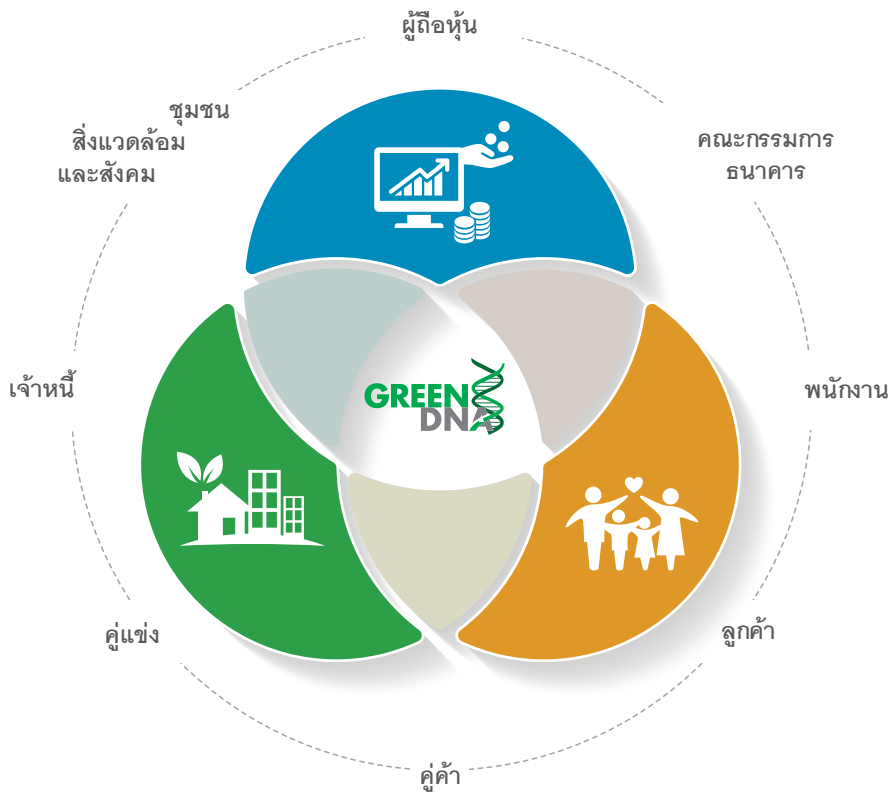 ผู้ถือหุ้น
ชุมชน
สิ่งแวดล้อม
และสังคม
คณะกรรมการ
ธนาคาร
GREEN
DNA
เจ้าหนี้
พนักงาน
คู่แข่ง
ลูกค้า
คู่ค้า